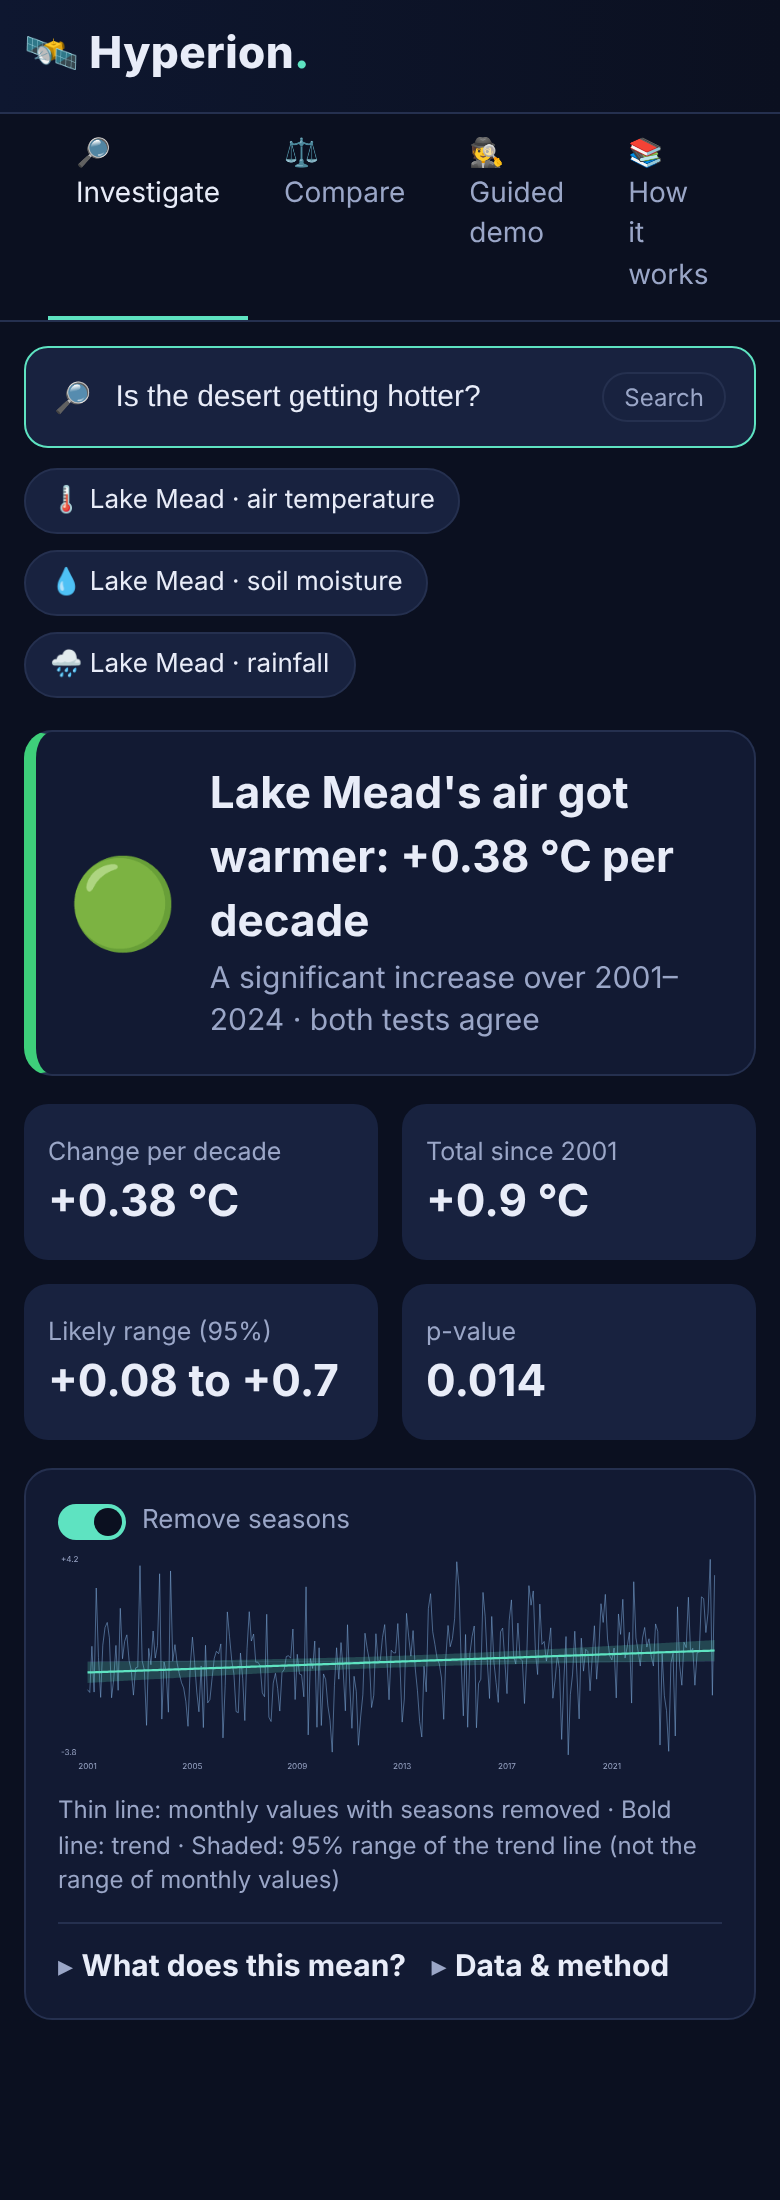 Hyperion.
Investigate
Compare
Guided
demo
How
it
works
Is the desert getting hotter?
Search
Lake Mead · air temperature
Lake Mead · soil moisture
Lake Mead · rainfall
Lake Mead's air got
warmer: +0.38 °C per
decade
A significant increase over 2001–
2024 · both tests agree
Change per decade
+0.38 °C
Total since 2001
+0.9 °C
Likely range (95%)
+0.08 to +0.7
p-value
0.014
Remove seasons
+4.2
-3.8
2001 2005 2009 2013 2017 2021
Thin line: monthly values with seasons removed · Bold
line: trend · Shaded: 95% range of the trend line (not the
range of monthly values)
▸ What does this mean? ▸ Data & method